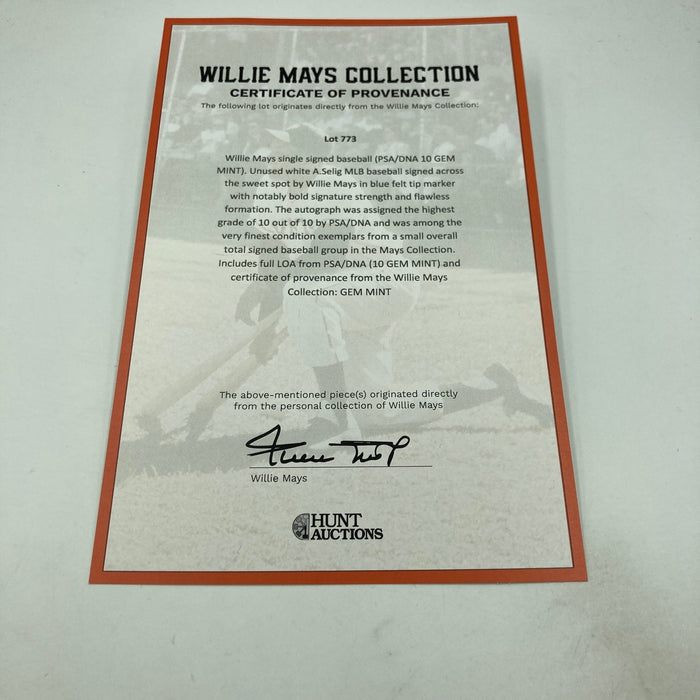 WILLIE MAYS COLLECTION
CERTIFICATE OF PROVENANCE
The following lot originates directly from the Willie Mays Collection:
Lot 773
Willie Mays single signed baseball (PSA/DNA 10 GEM
MINT). Unused white A.Selig MLB baseball signed across
the sweet spot by Willie Mays in blue felt tip marker
with notably bold signature strength and flawless
formation. The autograph was assigned the highest
grade of 10 out of 10 by PSA/DNA and was among the
very finest condition exemplars from a small overall
total signed baseball group in the Mays Collection.
Includes full LOA from PSA/DNA (10 GEM MINT) and
certificate of provenance from the Willie Mays
Collection: GEM MINT
The above-mentioned piece(s) originated directly
from the personal collection of Willie Mays
Willie Mays
Willie Mays
HUNT
AUCTIONS